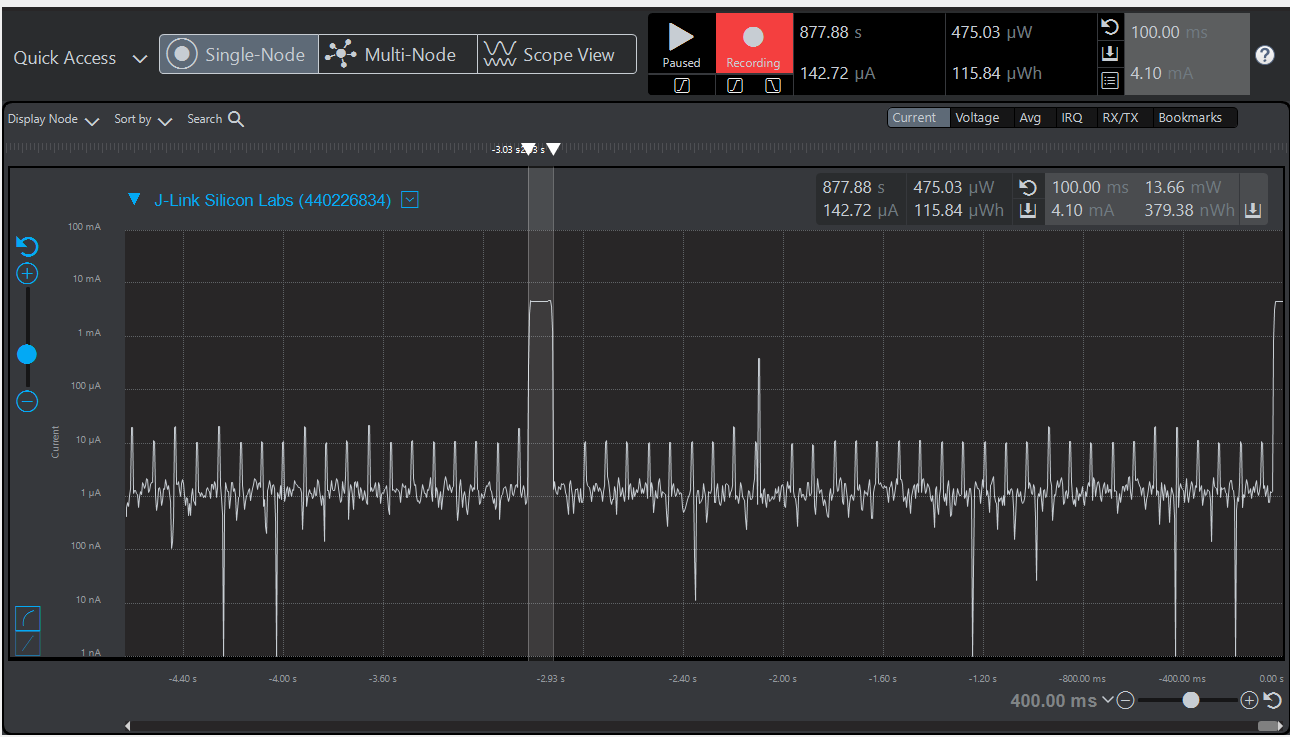 Quick Access Single-Node Multi-Node Scope View
Paused Recording
877.88 s 475.03 µW 100.00 ms
142.72 µA 115.84 µWh 4.10 mA
Display Node Sort by Search Current Voltage Avg IRQ RX/TX Bookmarks
-3.03 s
J-Link Silicon Labs (440226834)
877.88 s 475.03 µW 100.00 ms 13.66 mW
142.72 µA 115.84 µWh 4.10 mA 379.38 nWh
100 mA
10 mA
1 mA
100 µA
10 µA
1 µA
100 nA
10 nA
1 nA
Current
-4.40 s -4.00 s -3.60 s -2.93 s -2.40 s -2.00 s -1.60 s -1.20 s -800.00 ms -400.00 ms 0.00 s
400.00 ms